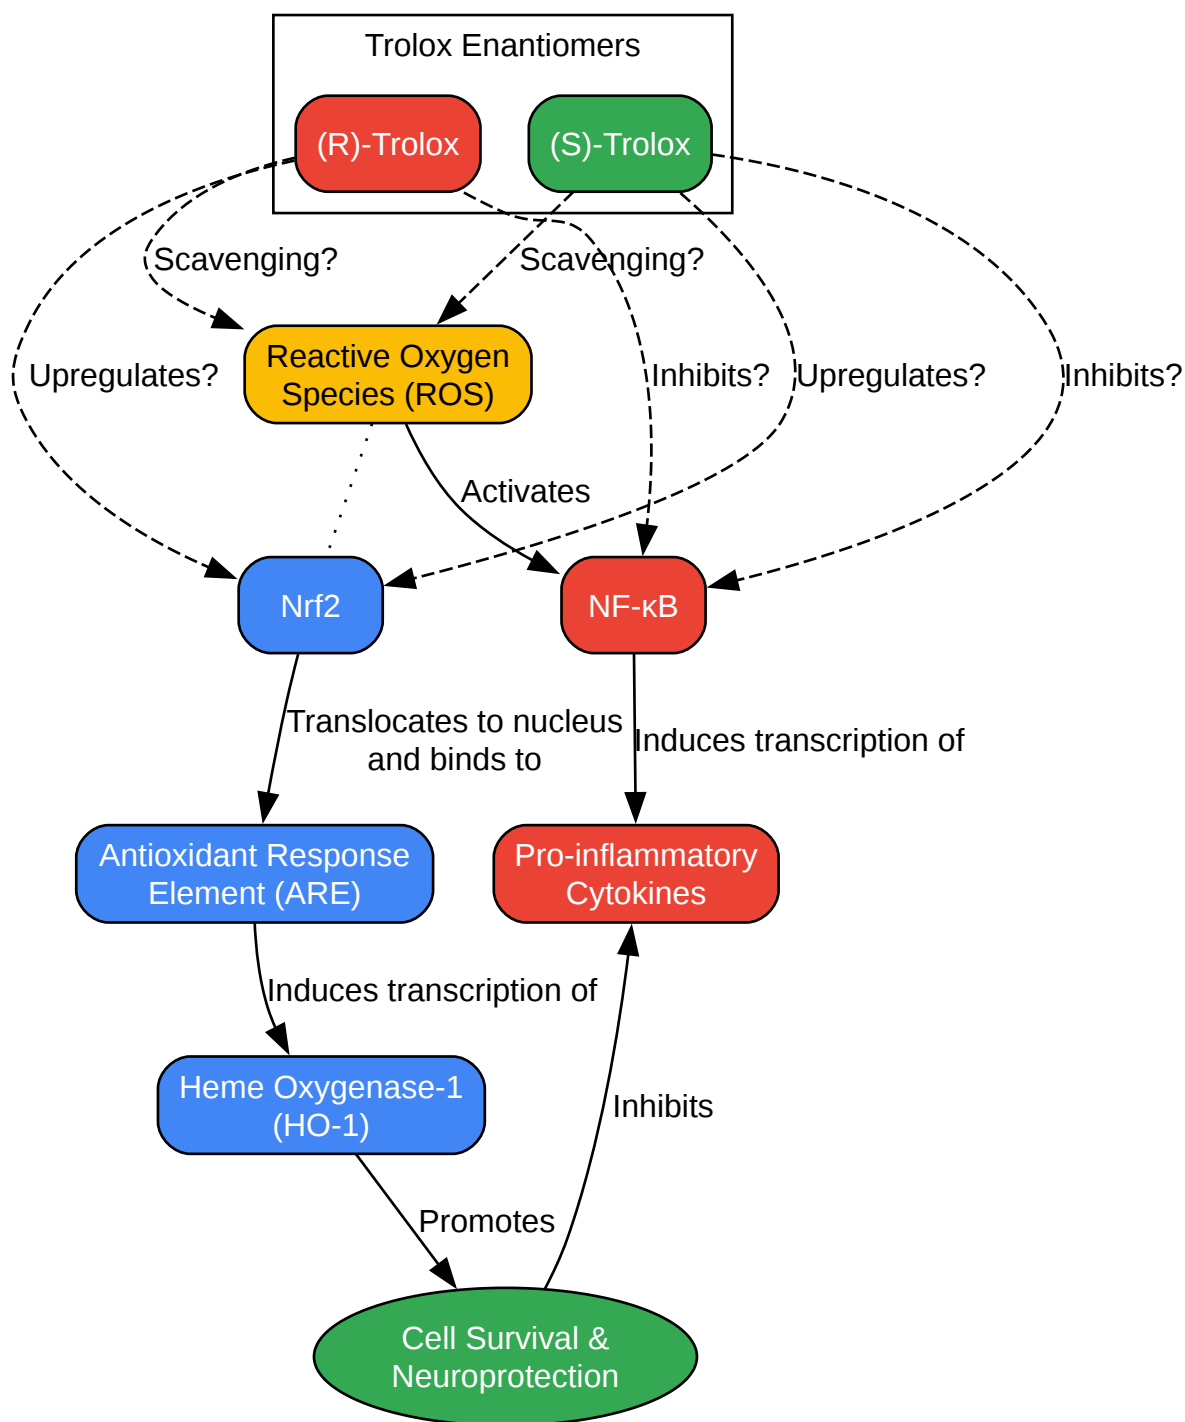 Trolox Enantiomers
(R)-Trolox
(S)-Trolox
Scavenging?
Scavenging?
Reactive Oxygen
Species (ROS)
Upregulates?
Inhibits?
Upregulates?
Inhibits?
Activates
Nrf2
NF-κB
Translocates to nucleus
and binds to
Induces transcription of
Antioxidant Response
Element (ARE)
Pro-inflammatory
Cytokines
Induces transcription of
Heme Oxygenase-1
(HO-1)
Inhibits
Promotes
Cell Survival &
Neuroprotection